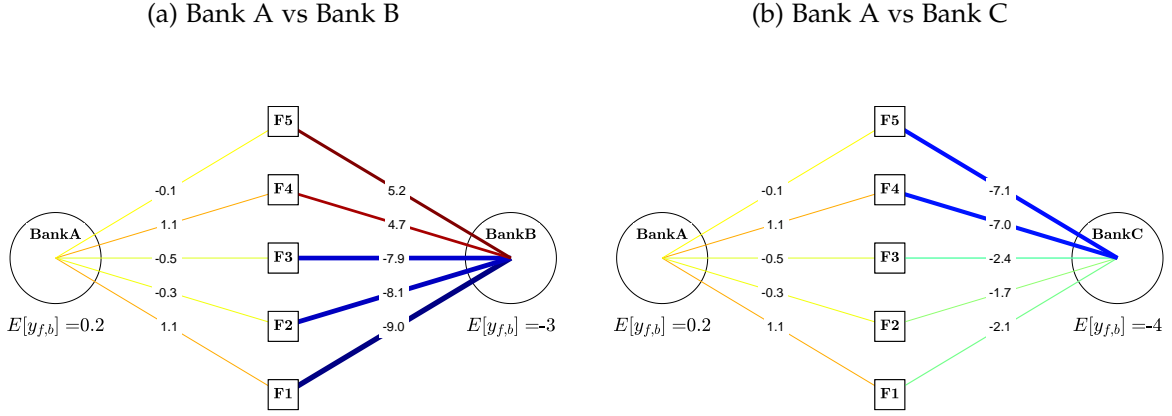 (a) Bank A vs Bank B
F5
-0.1
5.2
F4
1.1
4.7
BankA
BankB
F3
-0.5
-7.9
-0.3
-8.1
F2
E[y_{f,b}] =0.2
E[y_{f,b}] =-3
1.1
-9.0
F1
(b) Bank A vs Bank C
F5
-0.1
-7.1
F4
1.1
-7.0
BankA
BankC
F3
-0.5
-2.4
-0.3
-1.7
F2
E[y_{f,b}] =0.2
E[y_{f,b}] =-4
1.1
-2.1
F1